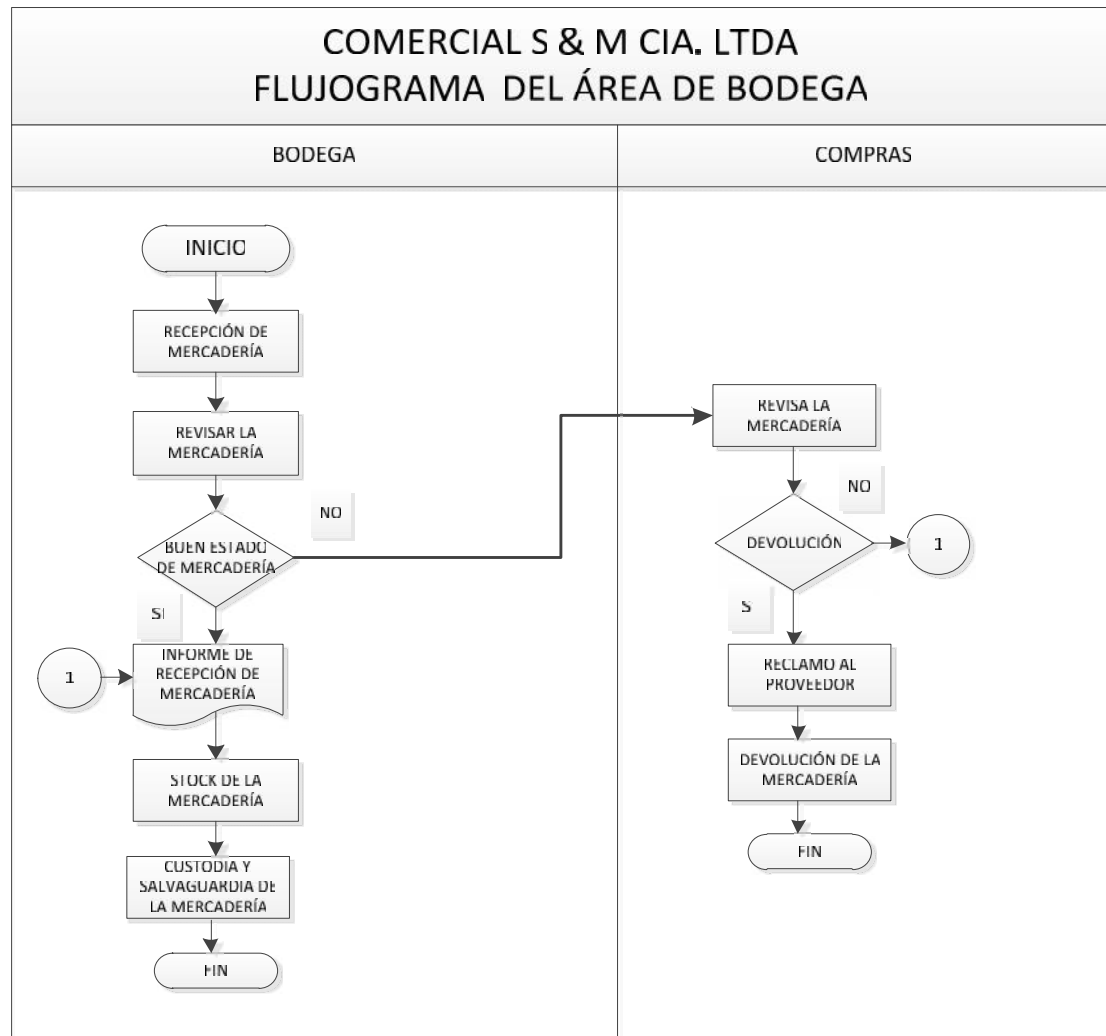 COMERCIAL S & M CIA. LTDA
FLUJOGRAMA DEL ÁREA DE BODEGA
BODEGA
COMPRAS
INICIO
RECEPCIÓN DE
MERCADERÍA
REVISAR LA
MERCADERÍA
NO
BUEN ESTADO
DE MERCADERÍA
SI
1
INFORME DE
RECEPCIÓN DE
MERCADERÍA
STOCK DE LA
MERCADERÍA
CUSTODIA Y
SALVAGUARDIA DE
LA MERCADERÍA
FIN
REVISA LA
MERCADERÍA
NO
DEVOLUCIÓN
1
S
RECLAMO AL
PROVEEDOR
DEVOLUCIÓN DE LA
MERCADERÍA
FIN